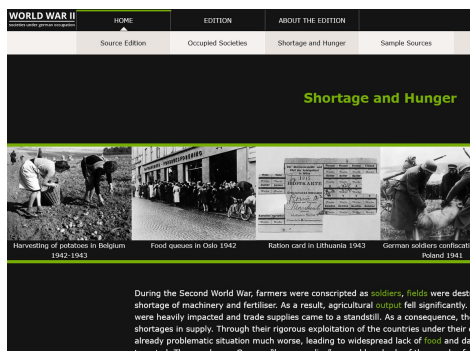 WORLD WAR II
societies under german occupation
HOME
EDITION
ABOUT THE EDITION
Source Edition
Occupied Societies
Shortage and Hunger
Sample Sources
Shortage and Hunger
Harvesting of potatoes in Belgium
1942-1943
Food queues in Oslo 1942
Ration card in Lithuania 1943
German soldiers confiscati
Poland 1941
During the Second World War, farmers were conscripted as soldiers, fields were dest
shortage of machinery and fertiliser. As a result, agricultural output fell significantly.
were heavily impacted and trade supplies came to a standstill. As a consequence, the
shortages in supply. Through their rigorous exploitation of the countries under their
already problematic situation much worse, leading to widespread lack of food and de